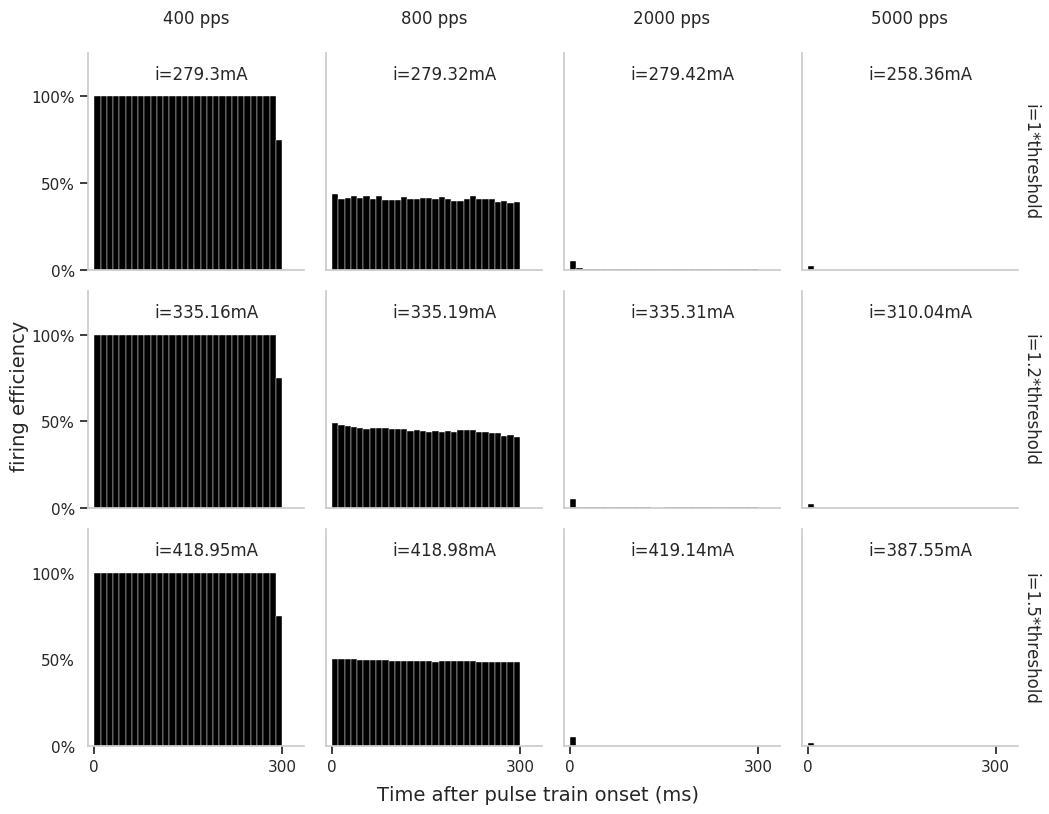 400 pps
800 pps
2000 pps
5000 pps
i=279.3mA
i=279.32mA
i=279.42mA
i=258.36mA
100%
50%
0%
i=1*threshold
i=335.16mA
i=335.19mA
i=335.31mA
i=310.04mA
100%
50%
0%
i=1.2*threshold
firing efficiency
i=418.95mA
i=418.98mA
i=419.14mA
i=387.55mA
100%
50%
0%
i=1.5*threshold
0
300
0
300
0
300
0
300
Time after pulse train onset (ms)